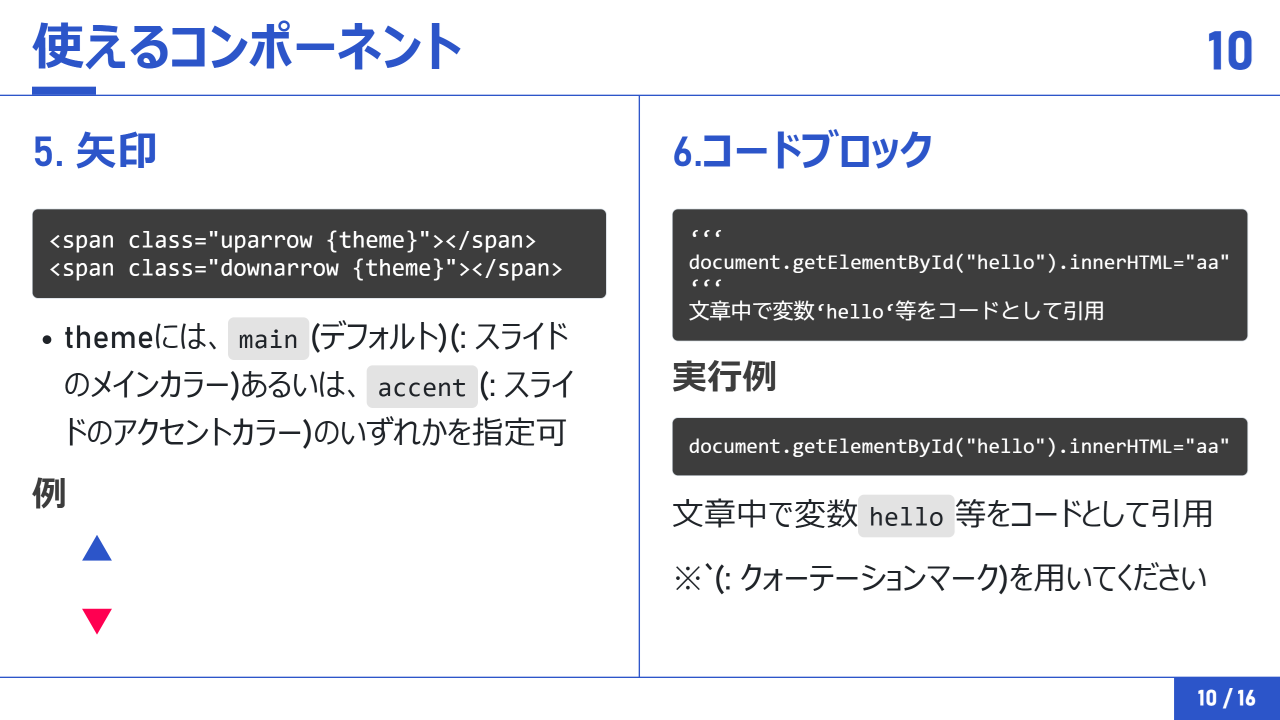 使えるコンポーネント
10
5. 矢印
<span class="uparrow {theme}"></span>
<span class="downarrow {theme}"></span>
• themeには、 main (デフォルト)(: スライド
のメインカラー)あるいは、 accent (: スライ
ドのアクセントカラー)のいずれかを指定可
例
▲
▼
6.コードブロック
‘‘‘
document.getElementById("hello").innerHTML="aa"
‘‘‘
文章中で変数‘hello‘等をコードとして引用
実行例
document.getElementById("hello").innerHTML="aa"
文章中で変数 hello 等をコードとして引用
※`(: クォーテーションマーク)を用いてください
10 / 16